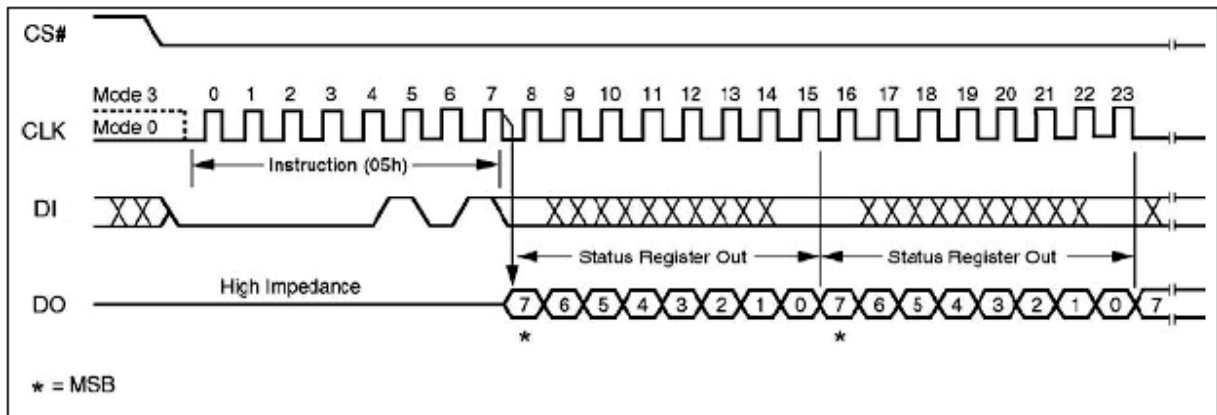 CS#
Mode 3
0 1 2 3 4 5 6 7 8 9 10 11 12 13 14 15 16 17 18 19 20 21 22 23
CLK
Mode 0
Instruction (05h)
DI
Status Register Out
Status Register Out
High Impedance
DO
7 6 5 4 3 2 1 0 7 6 5 4 3 2 1 0 7
* *
* = MSB